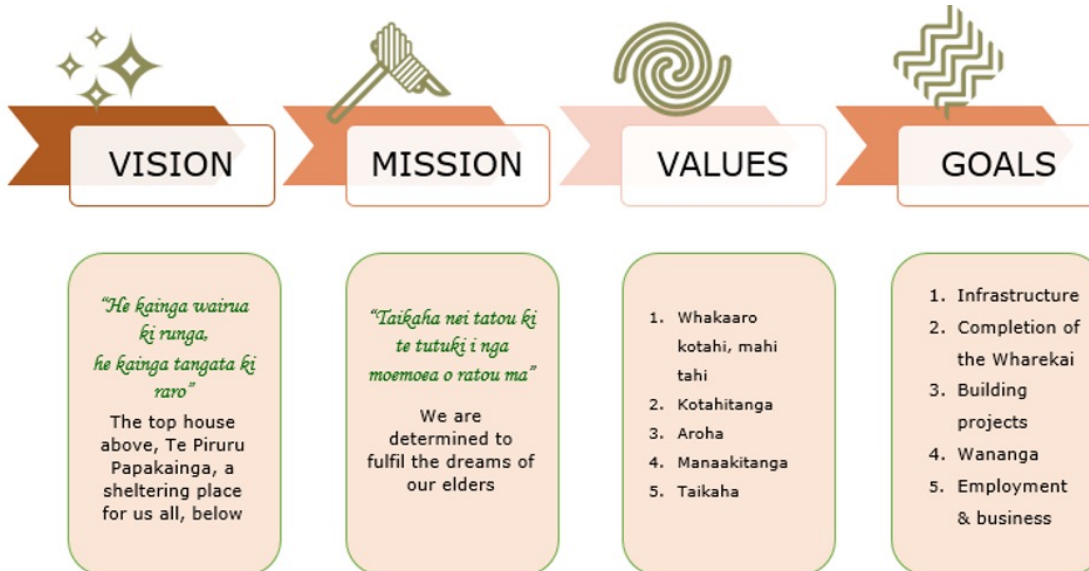 VISION
MISSION
VALUES
GOALS
“He kainga wairua
ki runga,
he kainga tangata ki
raro”
The top house
above, Te Piruru
Papakainga, a
sheltering place
for us all, below
“Taikaha nei tatou ki
te tutuki i nga
moemoea o ratou ma”
We are
determined to
fulfil the dreams of
our elders
1. Whakaaro
kotahi, mahi
tahi
2. Kotahitanga
3. Aroha
4. Manaakitanga
5. Taikaha
1. Infrastructure
2. Completion of
the Wharekai
3. Building
projects
4. Wananga
5. Employment
& business